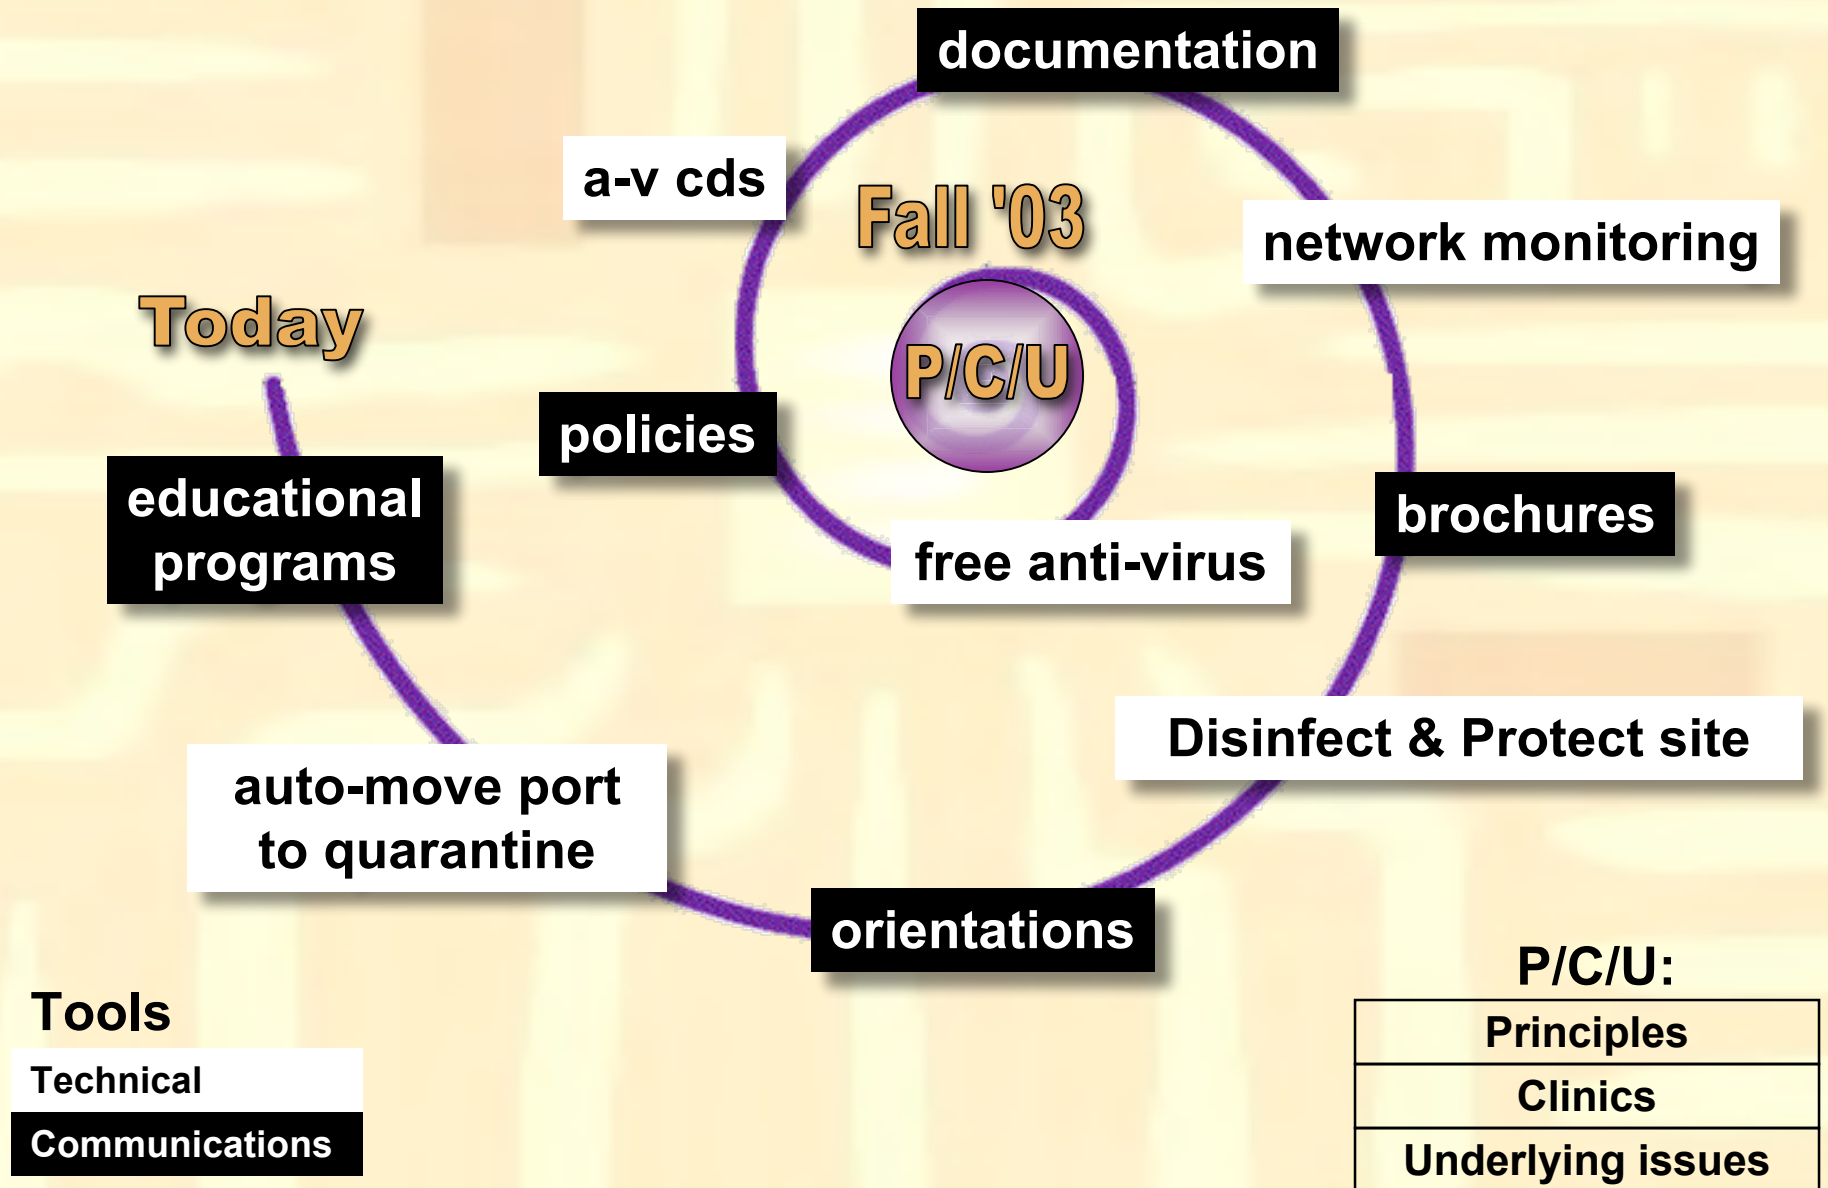 documentation
a-v cds
Fall '03
network monitoring
Today
P/C/U
policies
educational
programs
brochures
free anti-virus
Disinfect & Protect site
auto-move port
to quarantine
orientations
Tools
Technical
Communications
P/C/U:
Principles
Clinics
Underlying issues